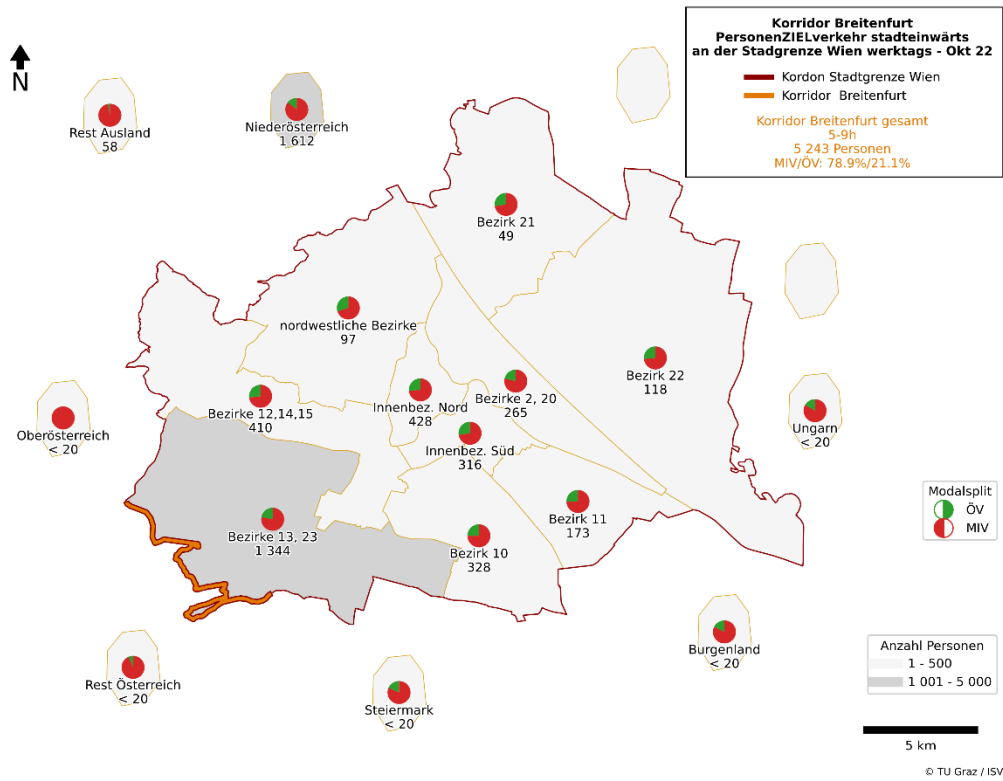 Korridor Breitenfurt
PersonenZIELverkehr stadteinwärts
an der Stadgrenze Wien werktags - Okt 22
Kordon Stadtgrenze Wien
Korridor Breitenfurt
Korridor Breitenfurt gesamt
5-9h
5 243 Personen
MIV/ÖV: 78.9%/21.1%
N
Rest Ausland
58
Niederösterreich
1 612
Bezirk 21
49
nordwestliche Bezirke
97
Bezirk 22
118
Bezirke 12,14,15
410
Innenbez. Nord
428
Bezirke 2, 20
265
Oberösterreich
< 20
Innenbez. Süd
316
Ungarn
< 20
Bezirke 13, 23
1 344
Bezirk 10
328
Bezirk 11
173
Modalsplit
ÖV
MIV
Rest Österreich
< 20
Steiermark
< 20
Burgenland
< 20
Anzahl Personen
1 - 500
1 001 - 5 000
5 km
© TU Graz / ISV